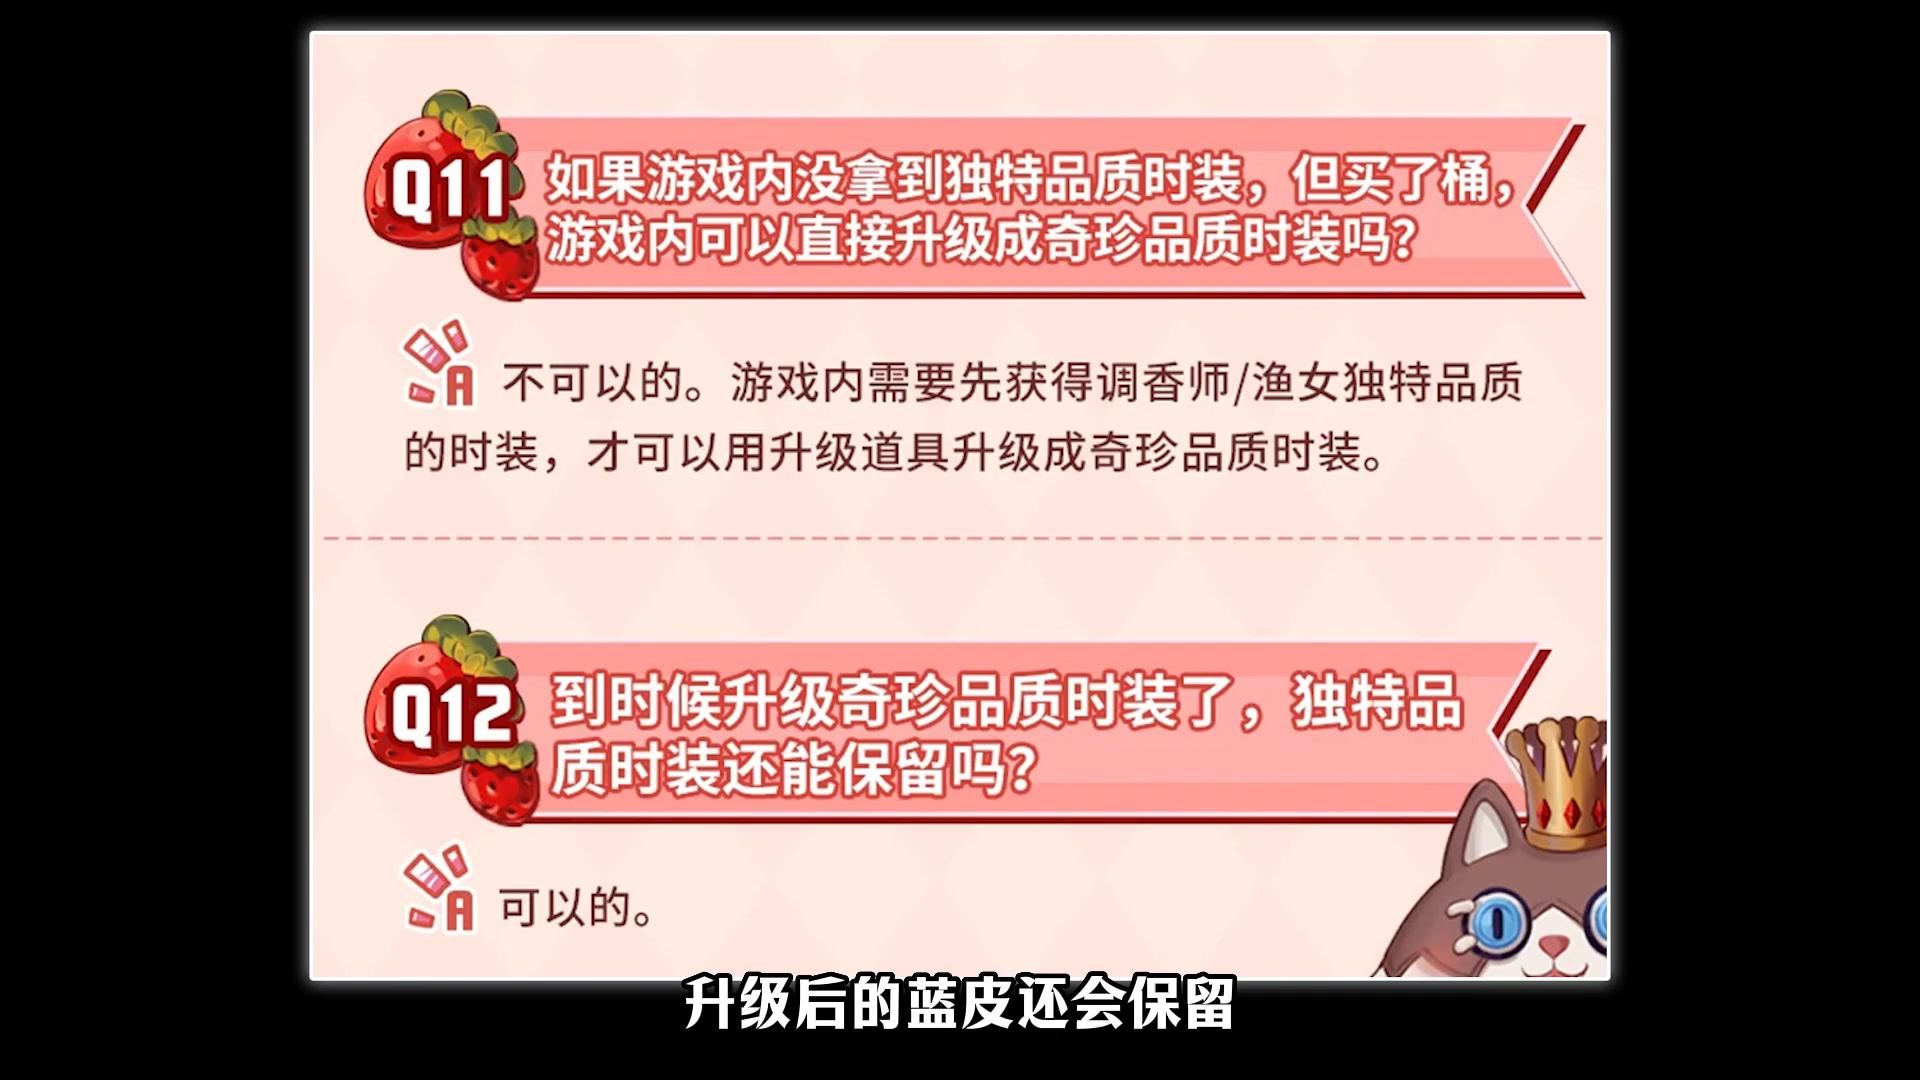 Q11
如果游戏内没拿到独特品质时装，但买了桶，
游戏内可以直接升级成奇珍品质时装吗？
A 不可以的。游戏内需要先获得调香师/渔女独特品质
的时装，才可以用升级道具升级成奇珍品质时装。
Q12
到时候升级奇珍品质时装了，独特品
质时装还能保留吗？
A 可以的。
升级后的蓝皮还会保留